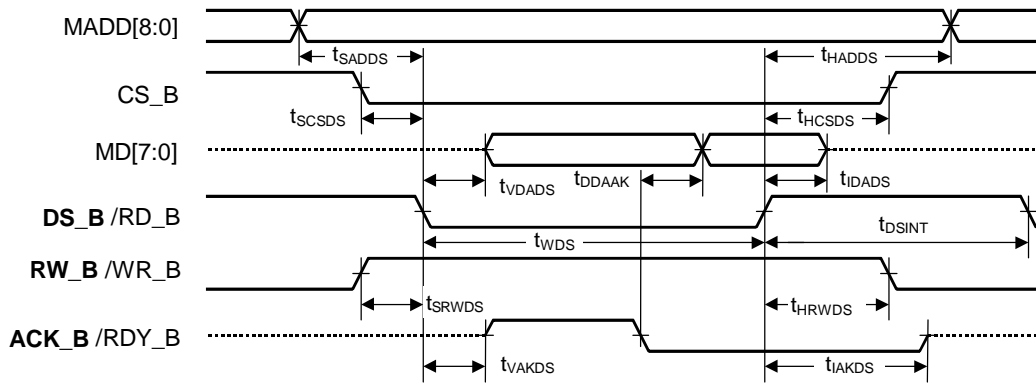 MADD[8:0]
tSADDS
tHADDS
CS_B
tSCSDS
tHCSDS
MD[7:0]
tVDADS
tDDAAK
tIDADS
DS_B /RD_B
tWDS
tDSINT
RW_B /WR_B
tSRWDS
tHRWDS
ACK_B /RDY_B
tVAKDS
tIAKDS